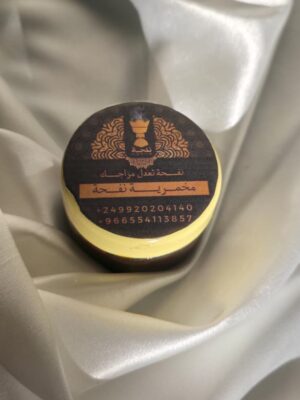 نفحة
نفحة تعدل مزاجك
مخمرية نفحة
+249920204140
+966554113857